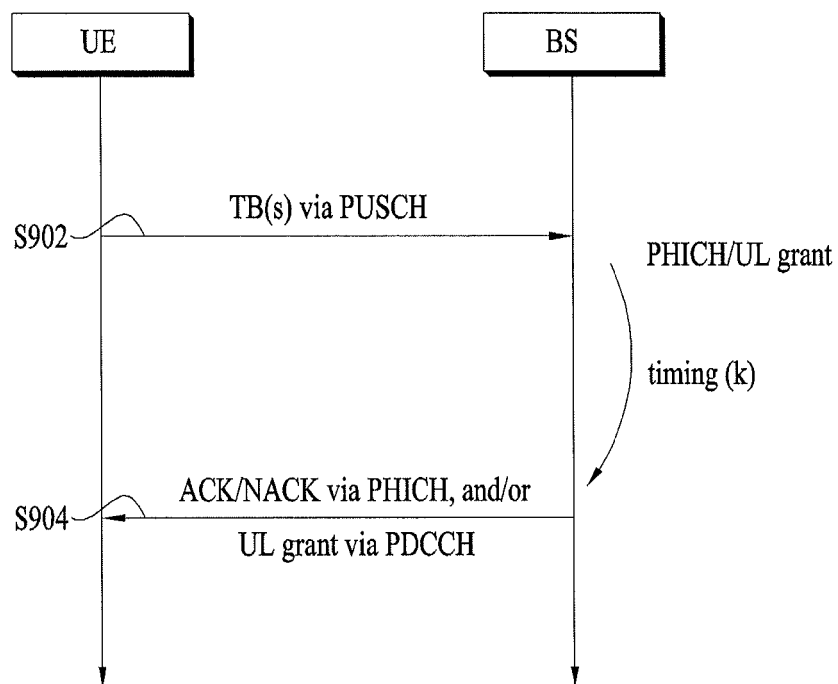 UE
BS
TB(s) via PUSCH
S902
PHICH/UL grant
timing (k)
ACK/NACK via PHICH, and/or
S904
UL grant via PDCCH